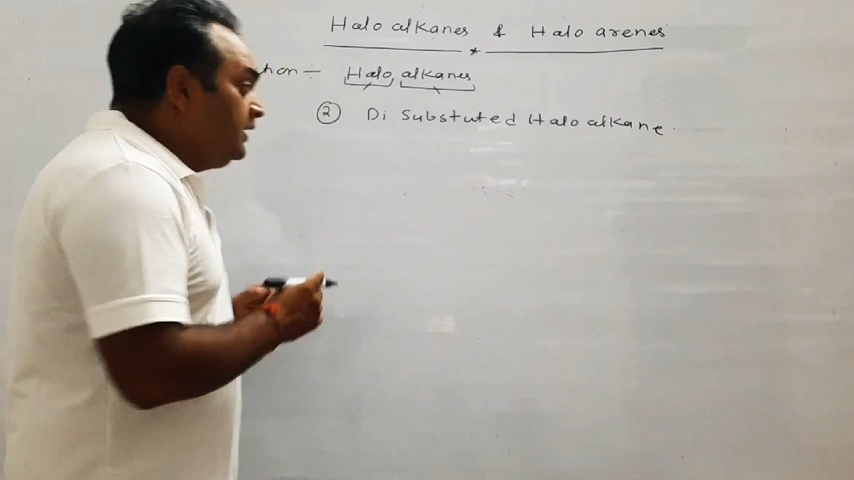 Halo alkanes & Halo arenes
Halo alkanes
② Di Substuted Halo alkane